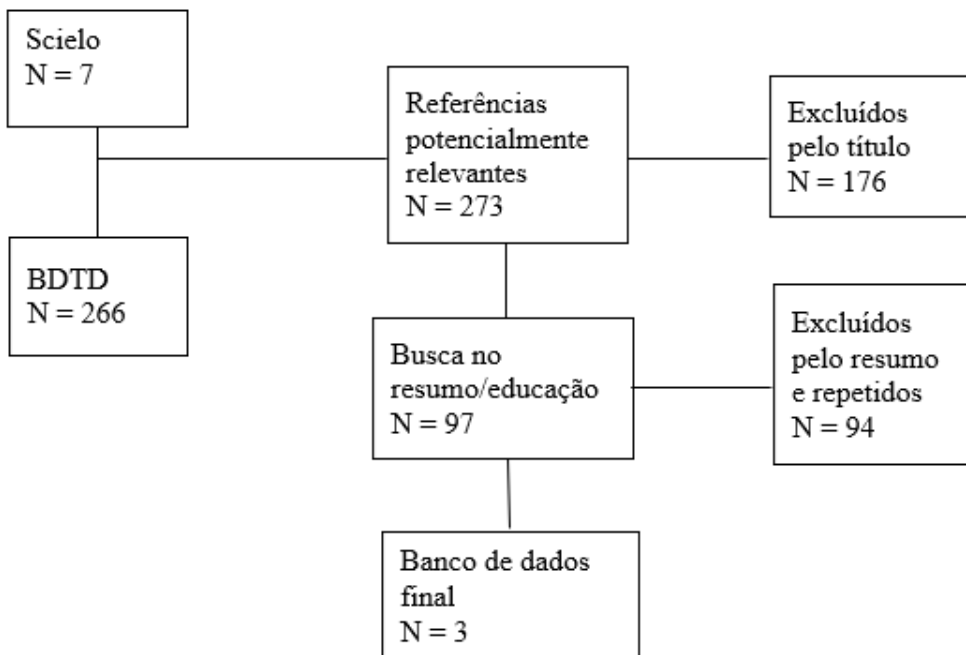 Scielo
N = 7
BDTD
N = 266
Referências
potencialmente
relevantes
N = 273
Excluídos
pelo título
N = 176
Busca no
resumo/educação
N = 97
Excluídos
pelo resumo
e repetidos
N = 94
Banco de dados
final
N = 3